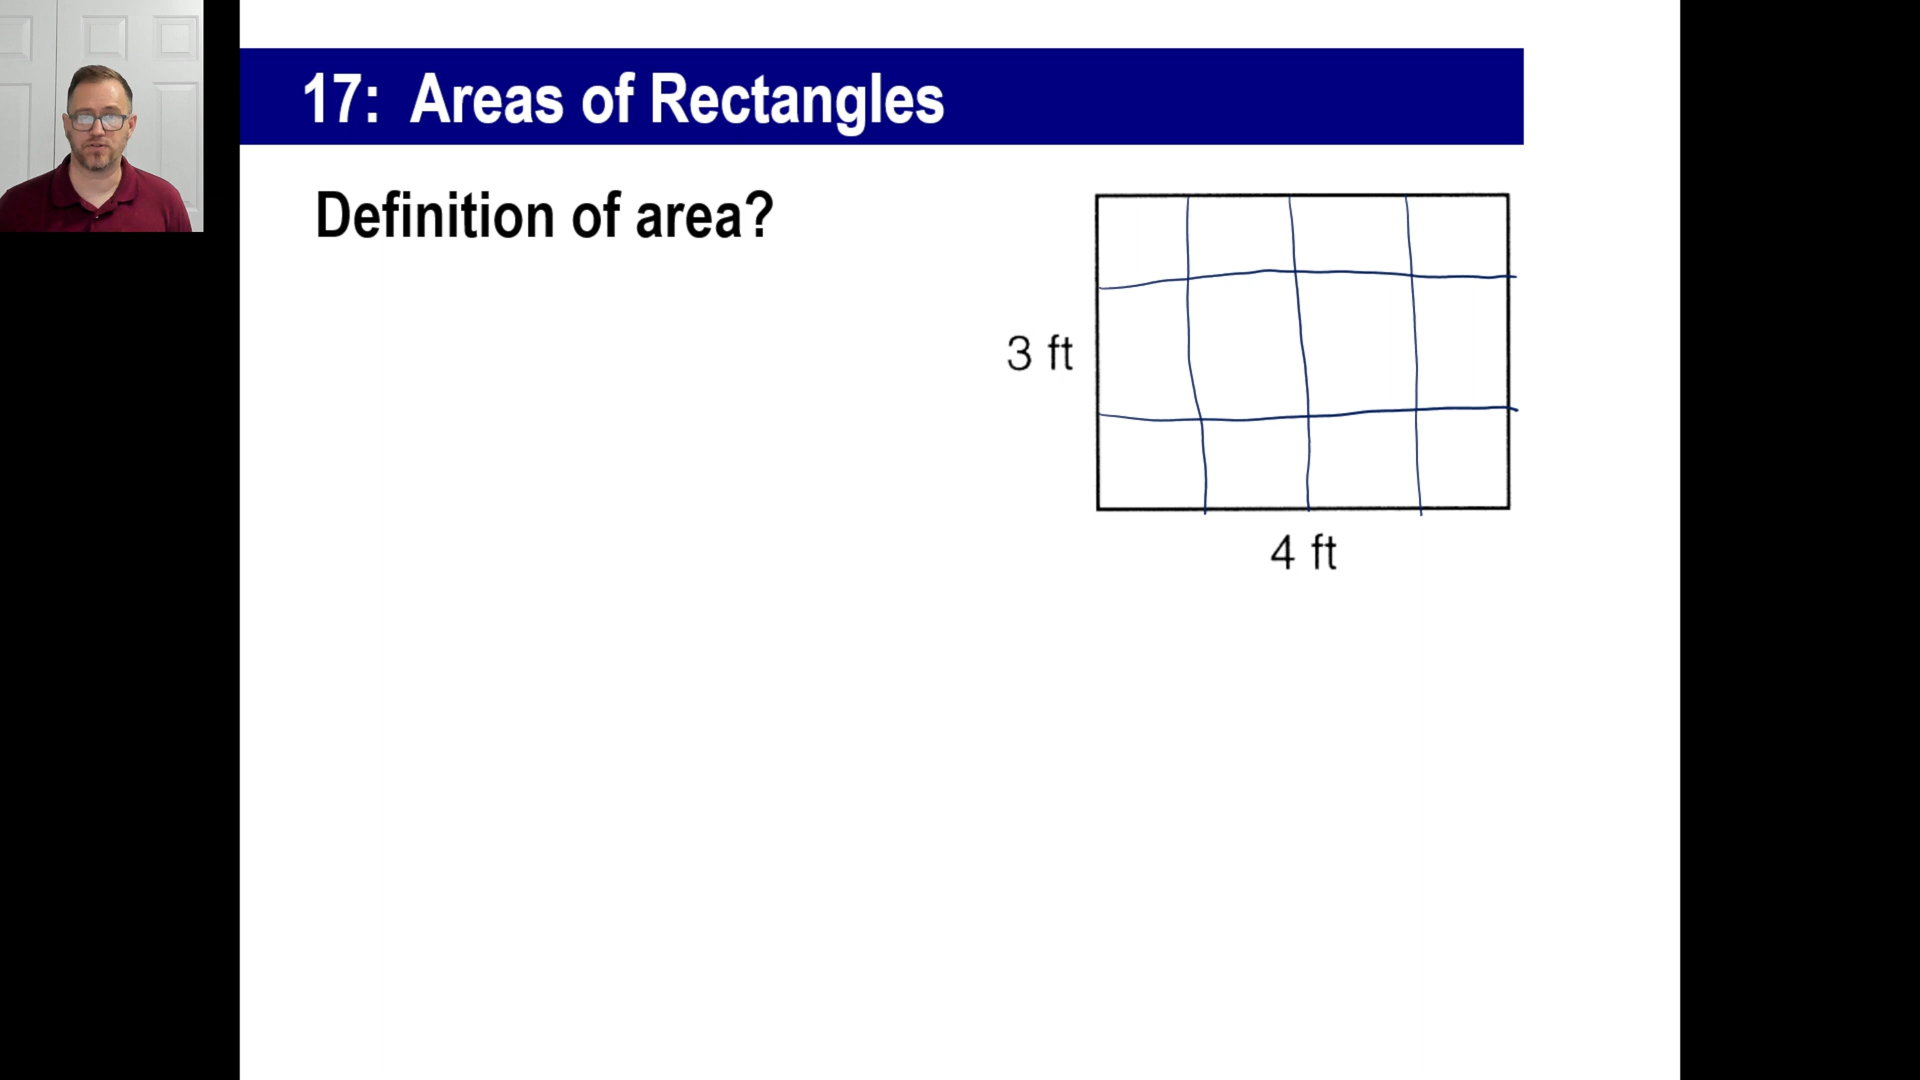 17: Areas of Rectangles
Definition of area?
3 ft
4 ft